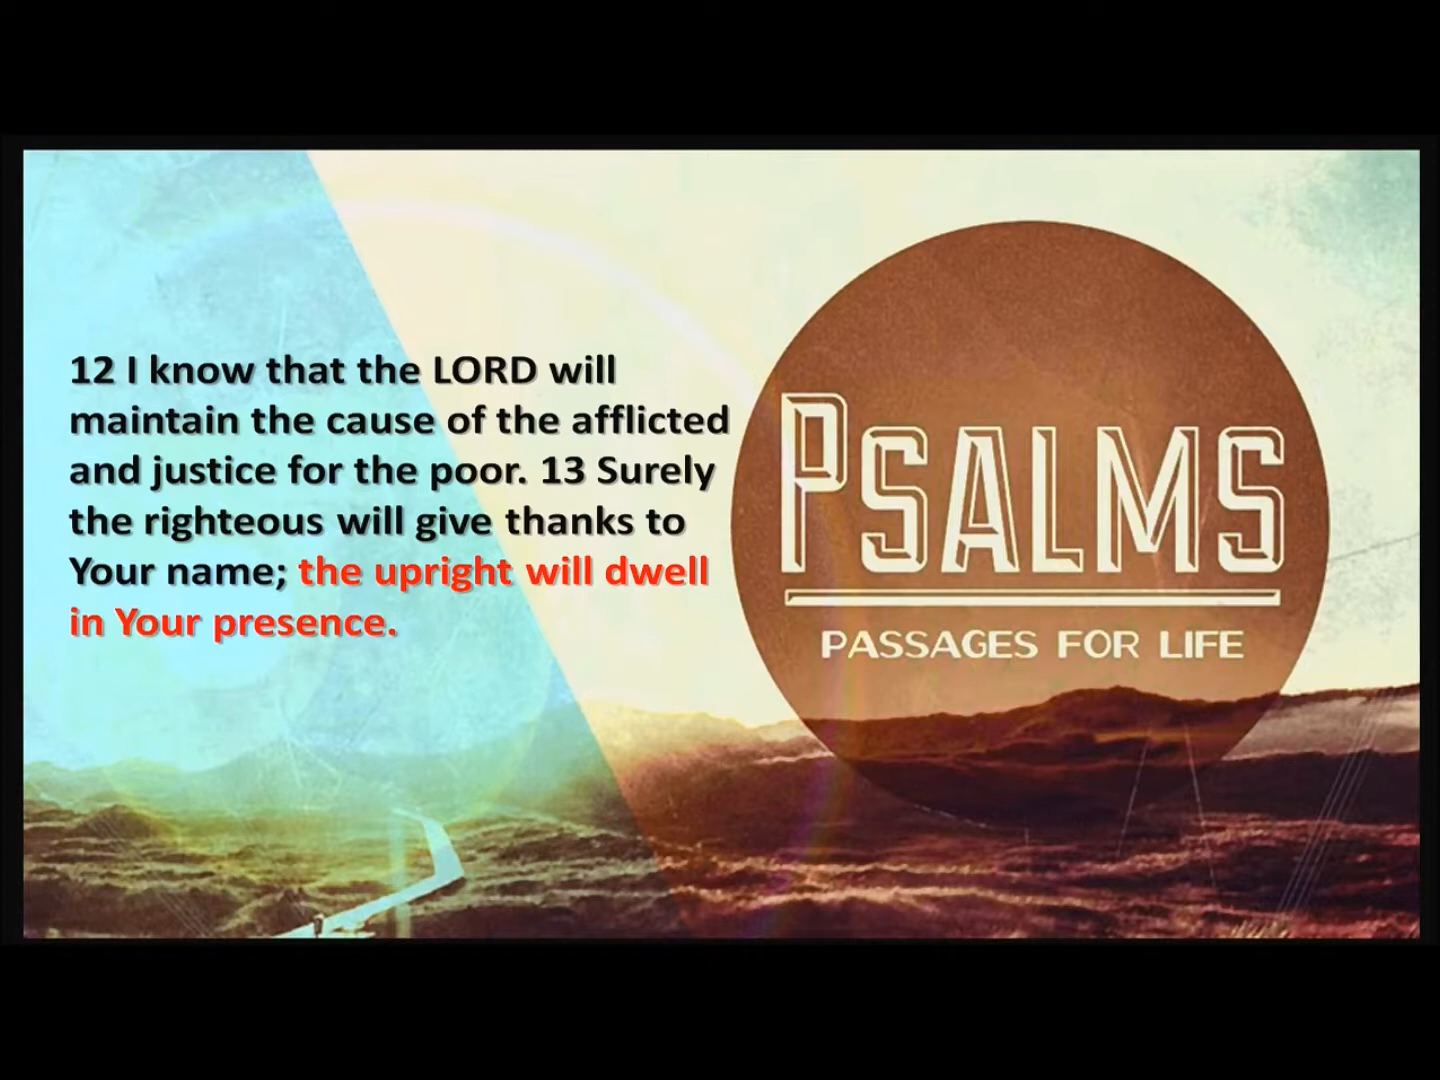 12 I know that the LORD will
maintain the cause of the afflicted
and justice for the poor. 13 Surely
the righteous will give thanks to
Your name; the upright will dwell
in Your presence.
PSALMS
PASSAGES FOR LIFE